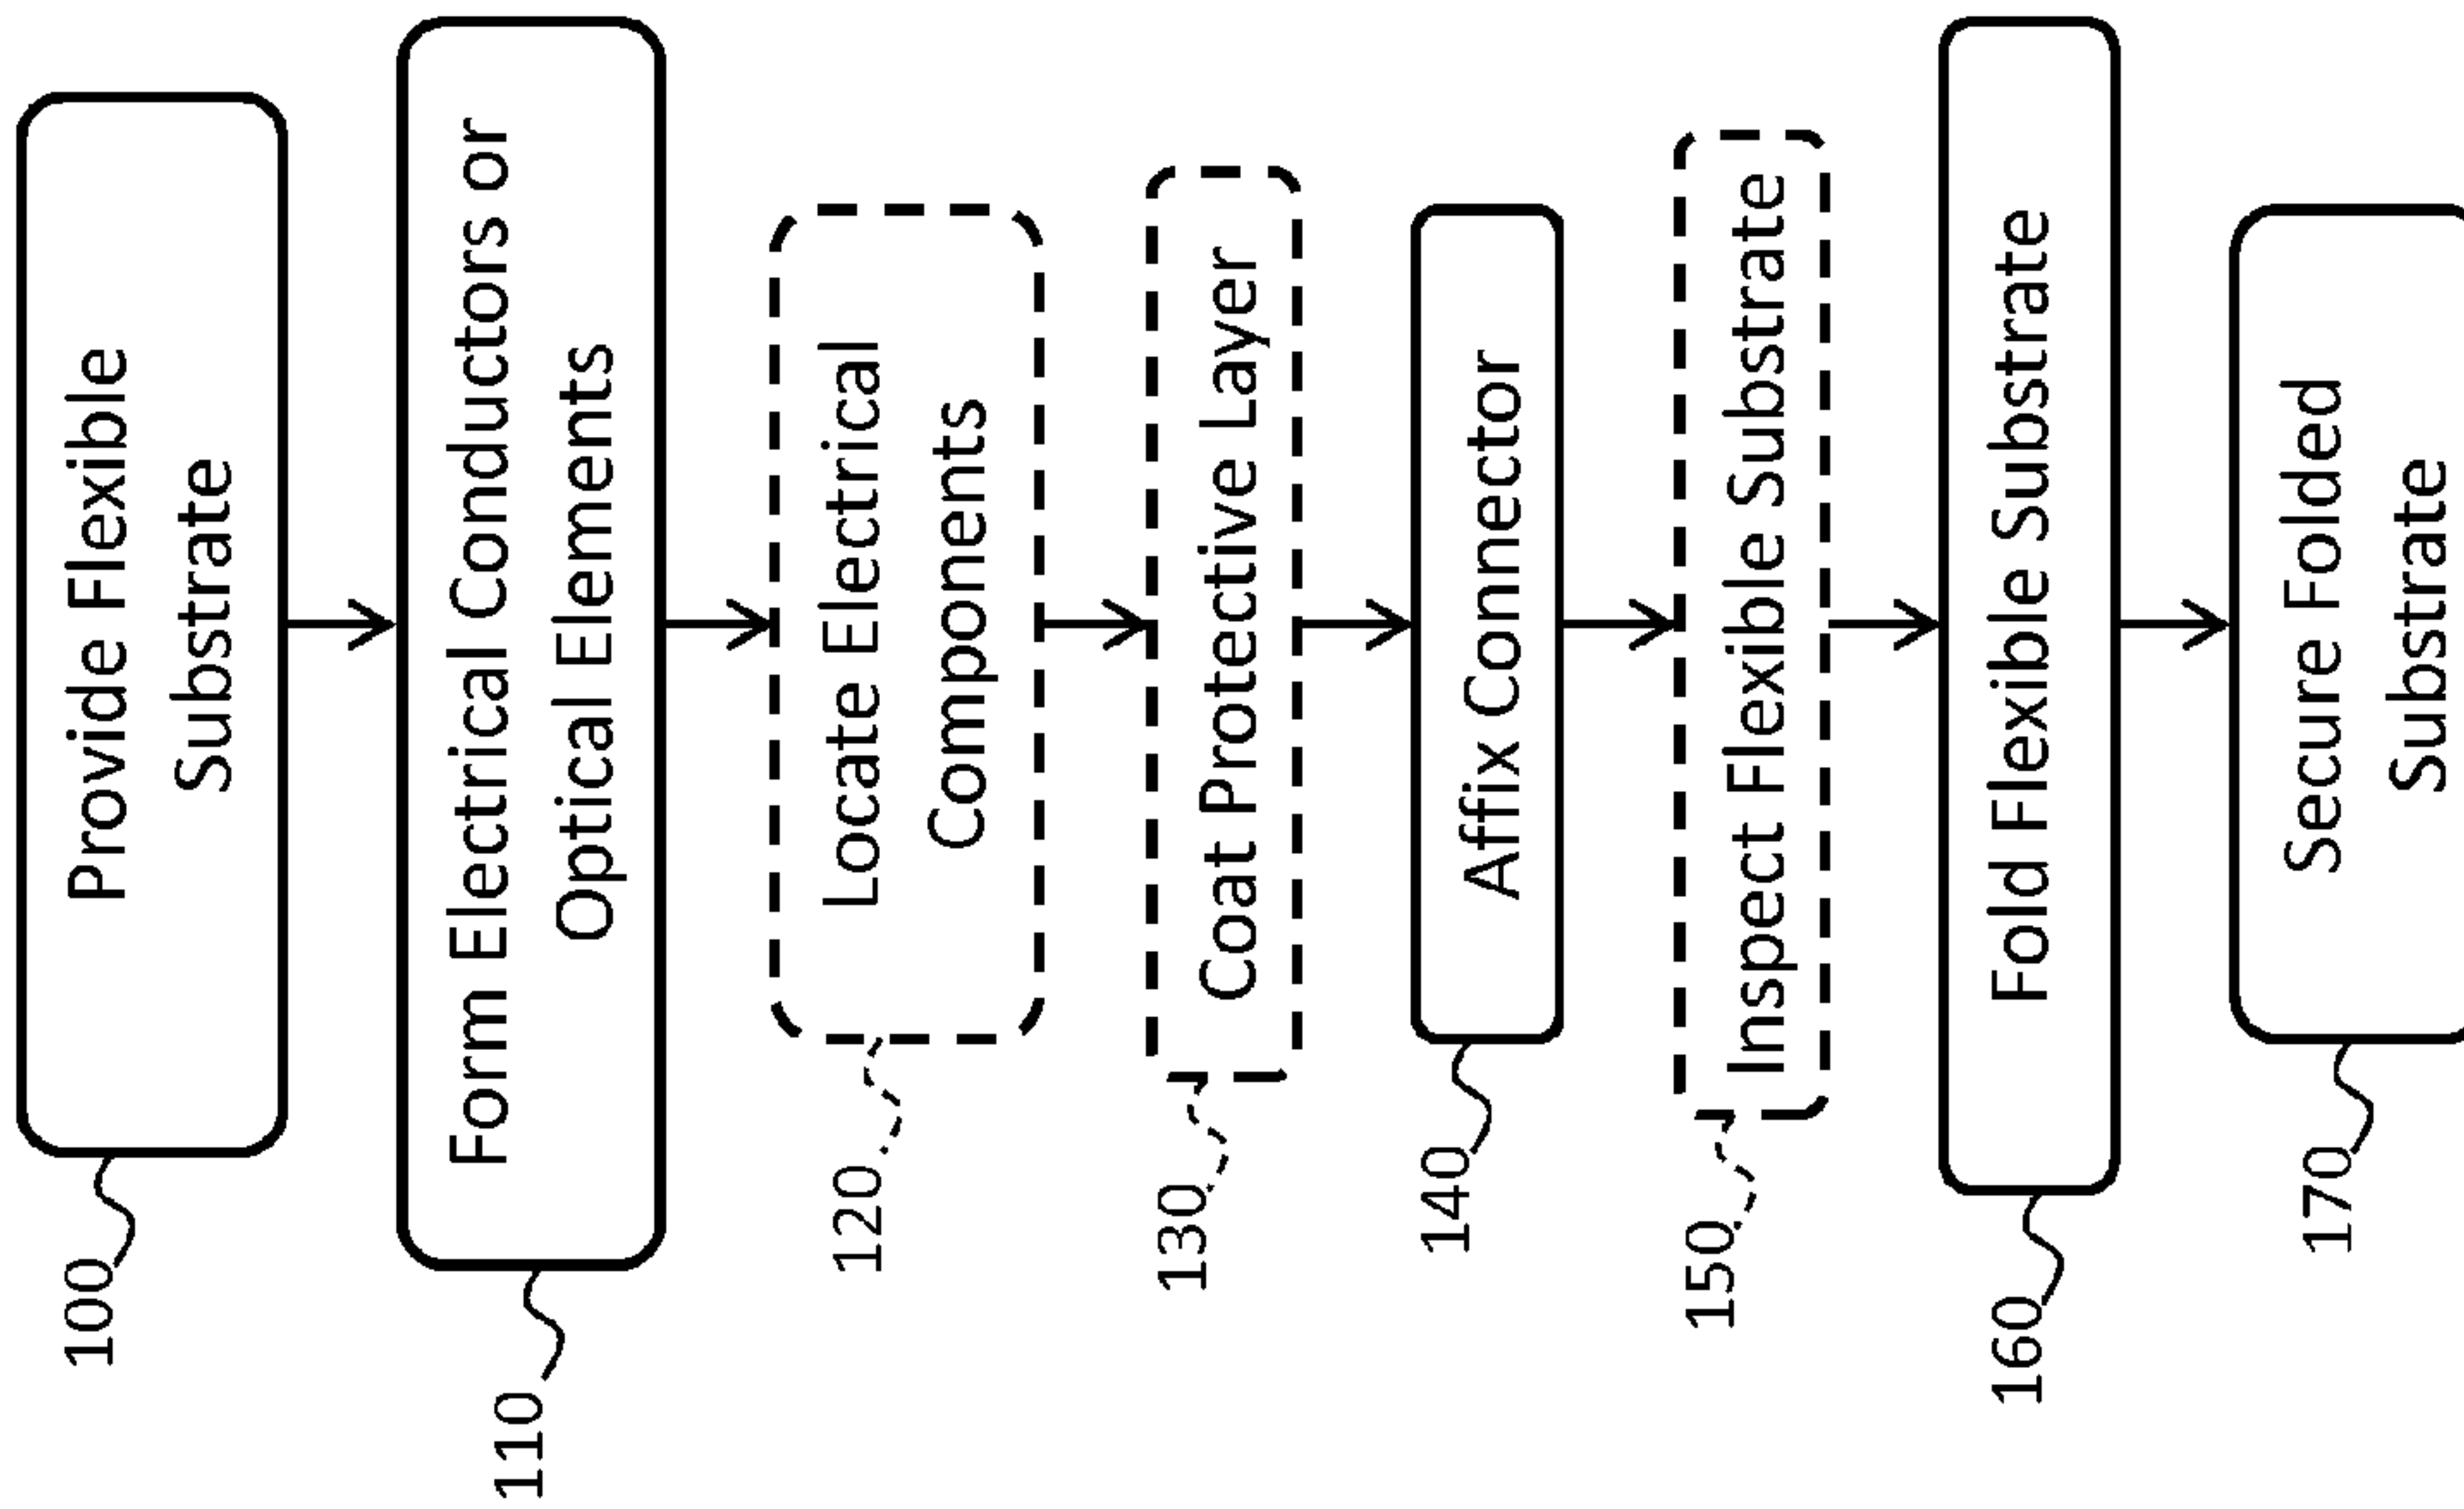 100
Provide Flexible
Substrate
110
Form Electrical Conductors or
Optical Elements
120
Locate Electrical
Components
130
Coat Protective Layer
140
Affix Connector
150
Inspect Flexible Substrate
160
Fold Flexible Substrate
170
Secure Folded
Substrate